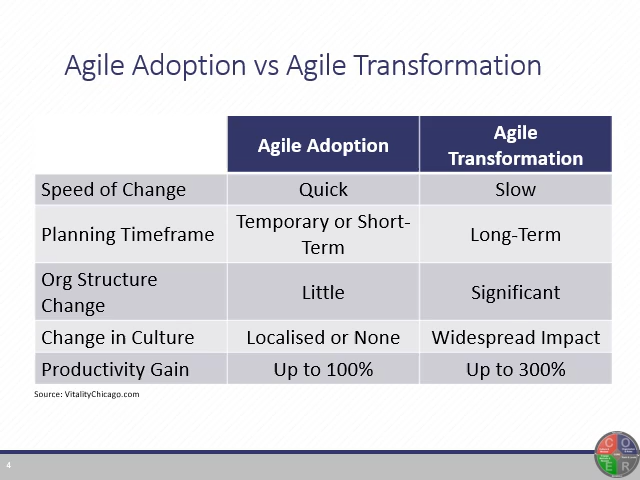 Agile Adoption vs Agile Transformation
Agile Adoption
Agile
Transformation
Speed of Change
Quick
Slow
Planning Timeframe
Temporary or Short-
Term
Long-Term
Org Structure
Change
Little
Significant
Change in Culture
Localised or None
Widespread Impact
Productivity Gain
Up to 100%
Up to 300%
Source: VitalityChicago.com
4
C O
E R